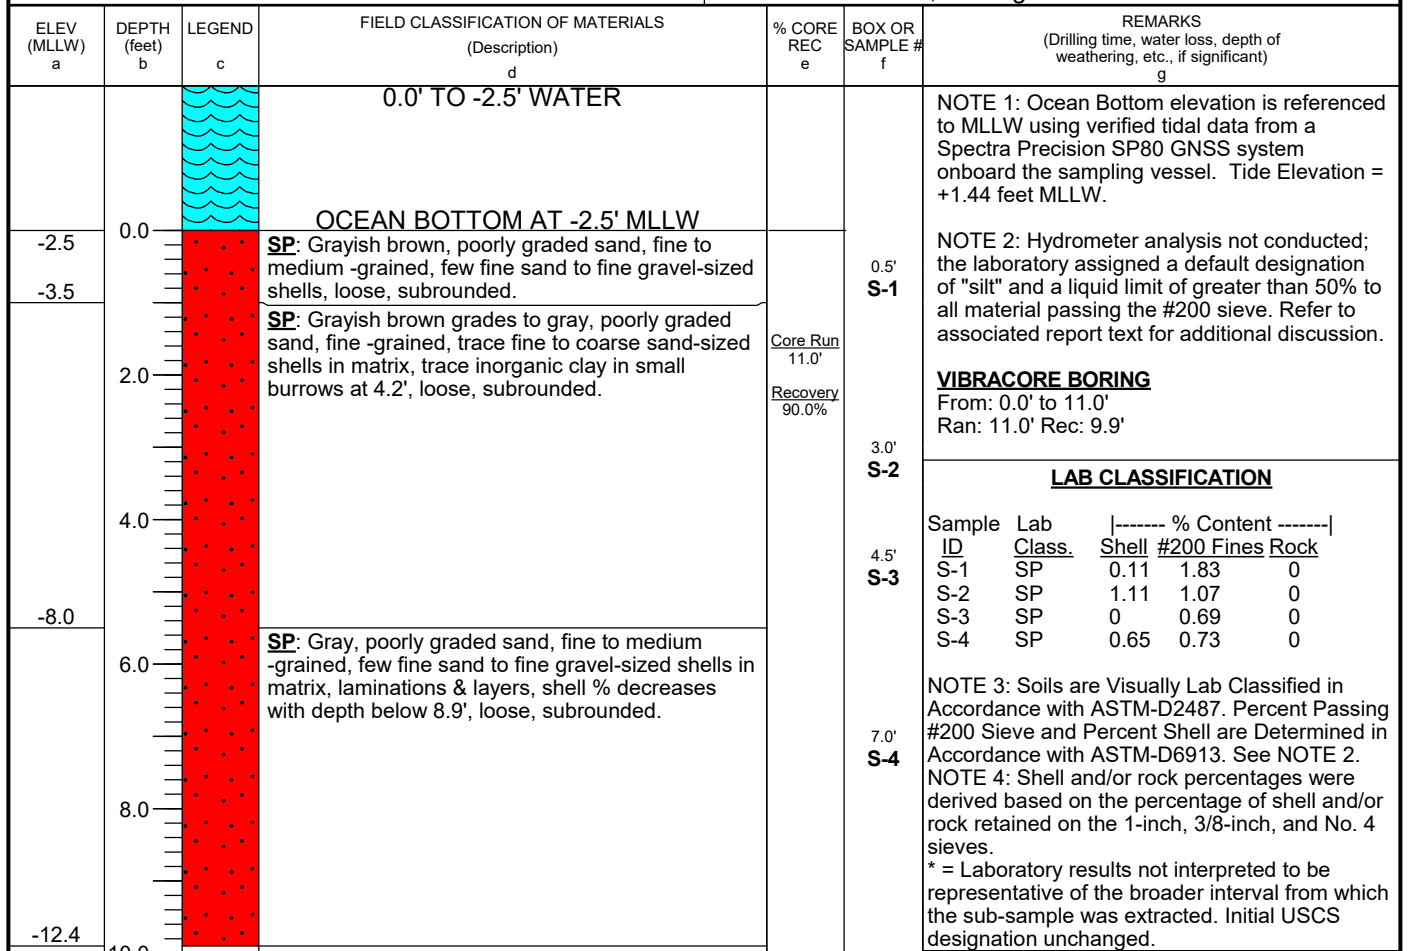 ELEV
(MLLW)
a
DEPTH
(feet)
b
LEGEND
c
FIELD CLASSIFICATION OF MATERIALS
(Description)
d
% CORE
REC
e
BOX OR
SAMPLE #
f
REMARKS
(Drilling time, water loss, depth of
weathering, etc., if significant)
g
0.0' TO -2.5' WATER
OCEAN BOTTOM AT -2.5' MLLW
0.0
-2.5
SP: Grayish brown, poorly graded sand, fine to
medium -grained, few fine sand to fine gravel-sized
shells, loose, subrounded.
-3.5
SP: Grayish brown grades to gray, poorly graded
sand, fine -grained, trace fine to coarse sand-sized
shells in matrix, trace inorganic clay in small
burrows at 4.2', loose, subrounded.
2.0
4.0
-8.0
SP: Gray, poorly graded sand, fine to medium
-grained, few fine sand to fine gravel-sized shells in
matrix, laminations & layers, shell % decreases
with depth below 8.9', loose, subrounded.
6.0
8.0
-12.4
10.0
Core Run
11.0'
Recovery
90.0%
0.5'
S-1
3.0'
S-2
4.5'
S-3
7.0'
S-4
NOTE 1: Ocean Bottom elevation is referenced
to MLLW using verified tidal data from a
Spectra Precision SP80 GNSS system
onboard the sampling vessel. Tide Elevation =
+1.44 feet MLLW.
NOTE 2: Hydrometer analysis not conducted;
the laboratory assigned a default designation
of "silt" and a liquid limit of greater than 50% to
all material passing the #200 sieve. Refer to
associated report text for additional discussion.
VIBRACORE BORING
From: 0.0' to 11.0'
Ran: 11.0' Rec: 9.9'
LAB CLASSIFICATION
Sample Lab |------- % Content -------|
ID Class. Shell #200 Fines Rock
S-1 SP 0.11 1.83 0
S-2 SP 1.11 1.07 0
S-3 SP 0 0.69 0
S-4 SP 0.65 0.73 0
NOTE 3: Soils are Visually Lab Classified in
Accordance with ASTM-D2487. Percent Passing
#200 Sieve and Percent Shell are Determined in
Accordance with ASTM-D6913. See NOTE 2.
NOTE 4: Shell and/or rock percentages were
derived based on the percentage of shell and/or
rock retained on the 1-inch, 3/8-inch, and No. 4
sieves.
* = Laboratory results not interpreted to be
representative of the broader interval from which
the sub-sample was extracted. Initial USCS
designation unchanged.